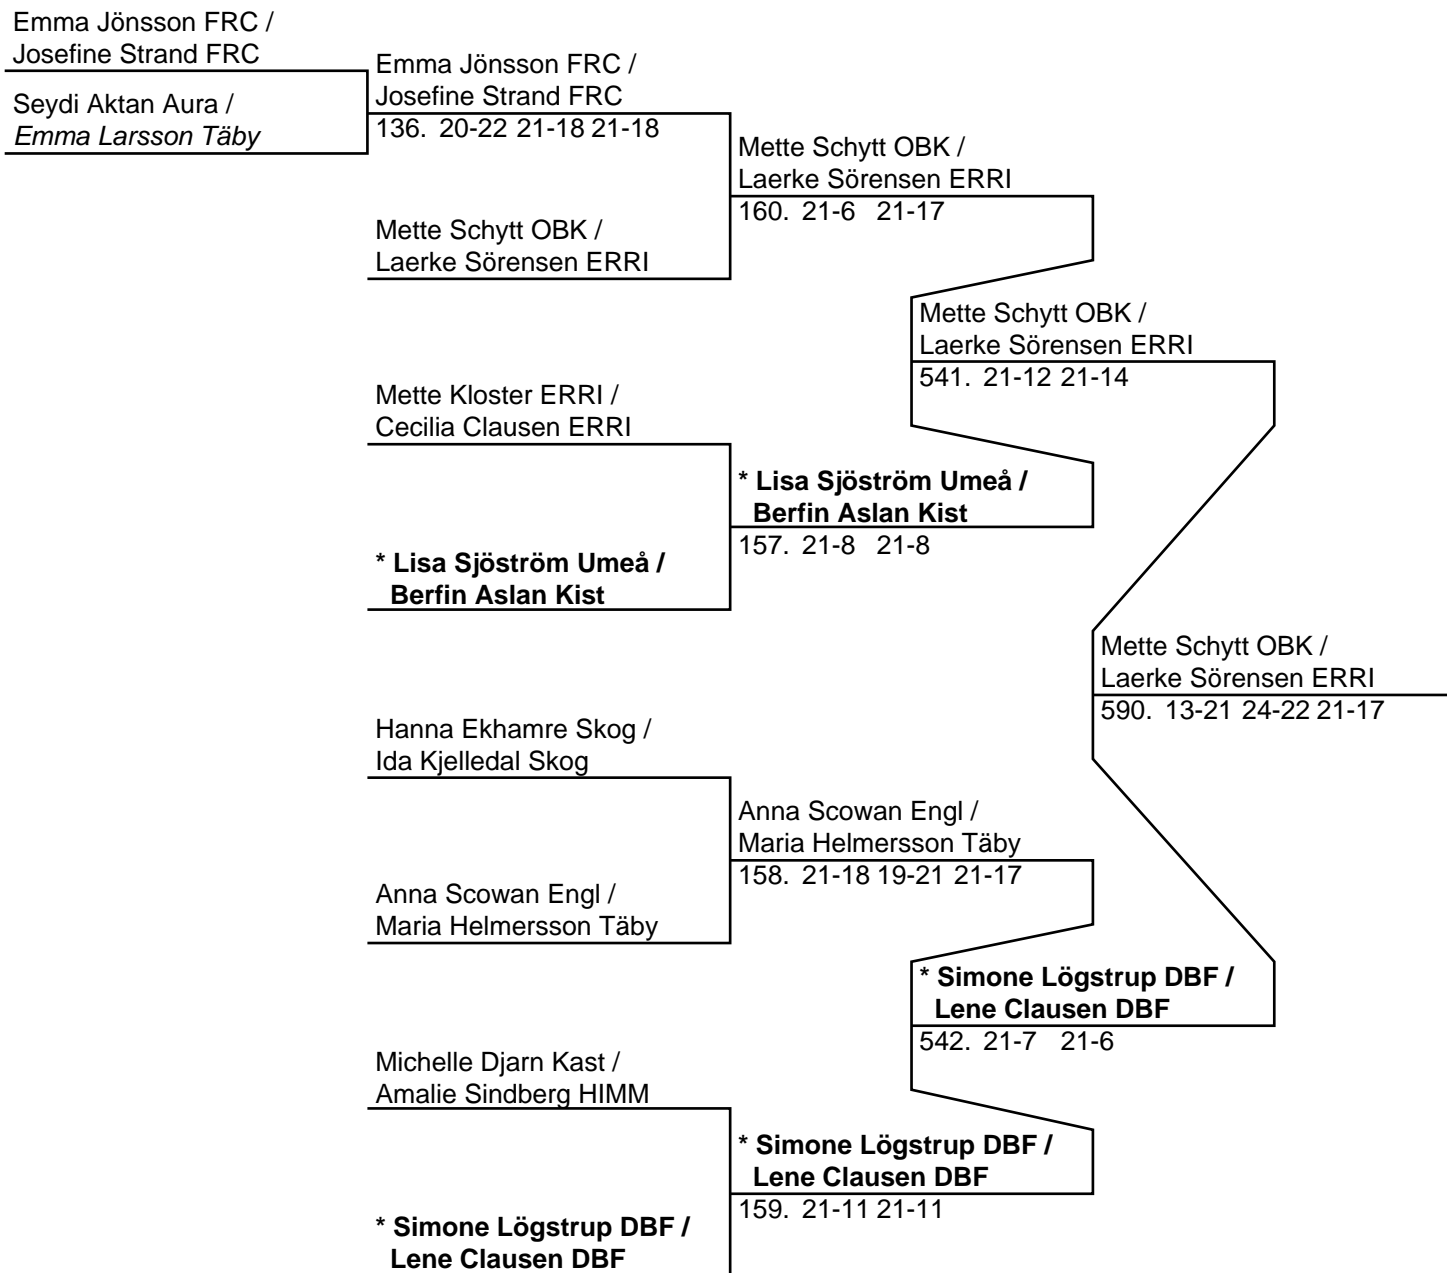 Emma Jönsson FRC /
Josefine Strand FRC
Seydi Aktan Aura /
Emma Larsson Täby
Emma Jönsson FRC /
Josefine Strand FRC
136. 20-22 21-18 21-18
Mette Schytt OBK /
Laerke Sörensen ERRI
Mette Schytt OBK /
Laerke Sörensen ERRI
160. 21-6 21-17
Mette Kloster ERRI /
Cecilia Clausen ERRI
* Lisa Sjöström Umeå /
Berfin Aslan Kist
* Lisa Sjöström Umeå /
Berfin Aslan Kist
157. 21-8 21-8
Mette Schytt OBK /
Laerke Sörensen ERRI
541. 21-12 21-14
Hanna Ekhamre Skog /
Ida Kjelledal Skog
Anna Scowan Engl /
Maria Helmersson Täby
Anna Scowan Engl /
Maria Helmersson Täby
158. 21-18 19-21 21-17
Michelle Djarn Kast /
Amalie Sindberg HIMM
* Simone Lögstrup DBF /
Lene Clausen DBF
* Simone Lögstrup DBF /
Lene Clausen DBF
159. 21-11 21-11
* Simone Lögstrup DBF /
Lene Clausen DBF
542. 21-7 21-6
Mette Schytt OBK /
Laerke Sörensen ERRI
590. 13-21 24-22 21-17